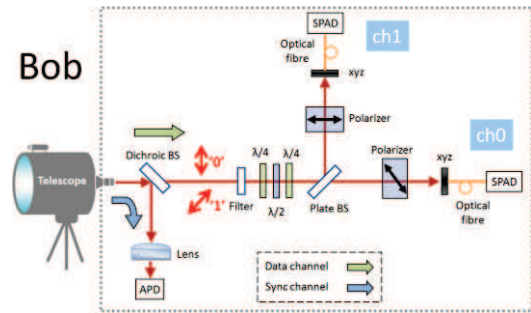 Bob
SPAD
ch1
Optical
fibre
xyz
Polarizer
ch0
Dichroic BS
'0'
λ/4
λ/4
Polarizer
xyz
Telescope
'1'
Filter
λ/2
Plate BS
Optical
fibre
SPAD
Lens
APD
Data channel
Sync channel